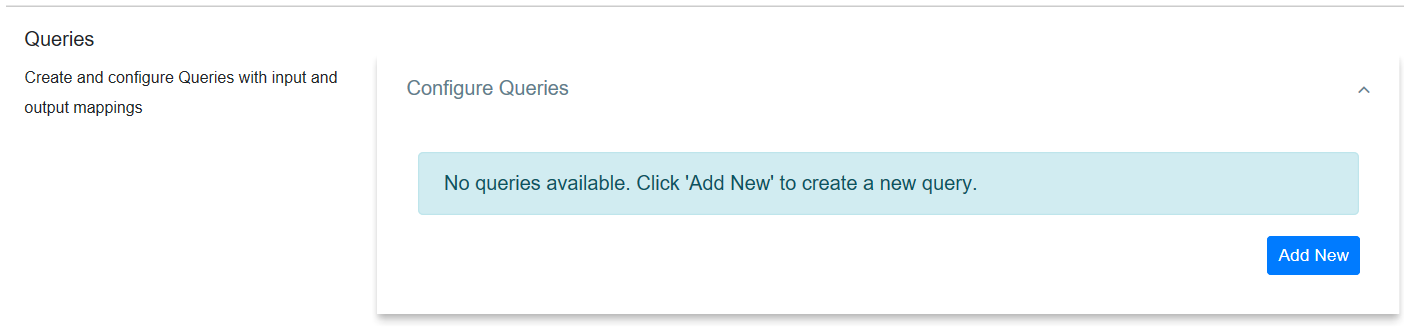 Queries
Create and configure Queries with input and
output mappings
Configure Queries
No queries available. Click 'Add New' to create a new query.
Add New